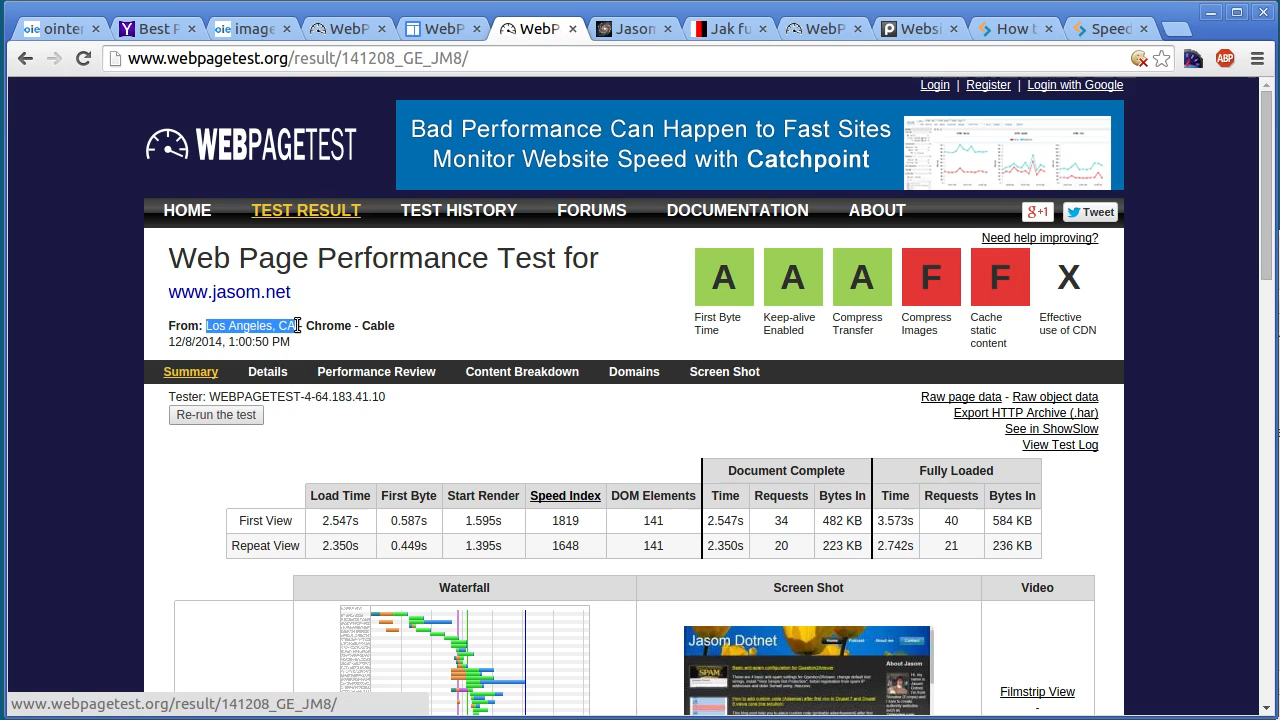 ointer
Best P
image
WebP
WebP
WebP
Jason
Jak fu
WebP
Websi
How t
Speed
www.webpagetest.org/result/141208_GE_JM8/
ABP
Login | Register | Login with Google
WEBPAGETEST
Bad Performance Can Happen to Fast Sites
Monitor Website Speed with Catchpoint
HOME TEST RESULT TEST HISTORY FORUMS DOCUMENTATION ABOUT
g+1 Tweet
Need help improving?
Web Page Performance Test for
www.jasom.net
From: Los Angeles, CA - Chrome - Cable
12/8/2014, 1:00:50 PM
A A A F F X
First Byte Time
Keep-alive Enabled
Compress Transfer
Compress Images
Cache static content
Effective use of CDN
Summary Details Performance Review Content Breakdown Domains Screen Shot
Tester: WEBPAGETEST-4-64.183.41.10
Re-run the test
Raw page data - Raw object data
Export HTTP Archive (.har)
See in ShowSlow
View Test Log
Document Complete Fully Loaded
Load Time First Byte Start Render Speed Index DOM Elements Time Requests Bytes In Time Requests Bytes In
First View 2.547s 0.587s 1.595s 1819 141 2.547s 34 482 KB 3.573s 40 584 KB
Repeat View 2.350s 0.449s 1.395s 1648 141 2.350s 20 223 KB 2.742s 21 236 KB
Waterfall Screen Shot Video
Jasom Dotnet
About Jasom
SPAM
Filmstrip View
-
www.webpagetest.org/result/141208_GE_JM8/